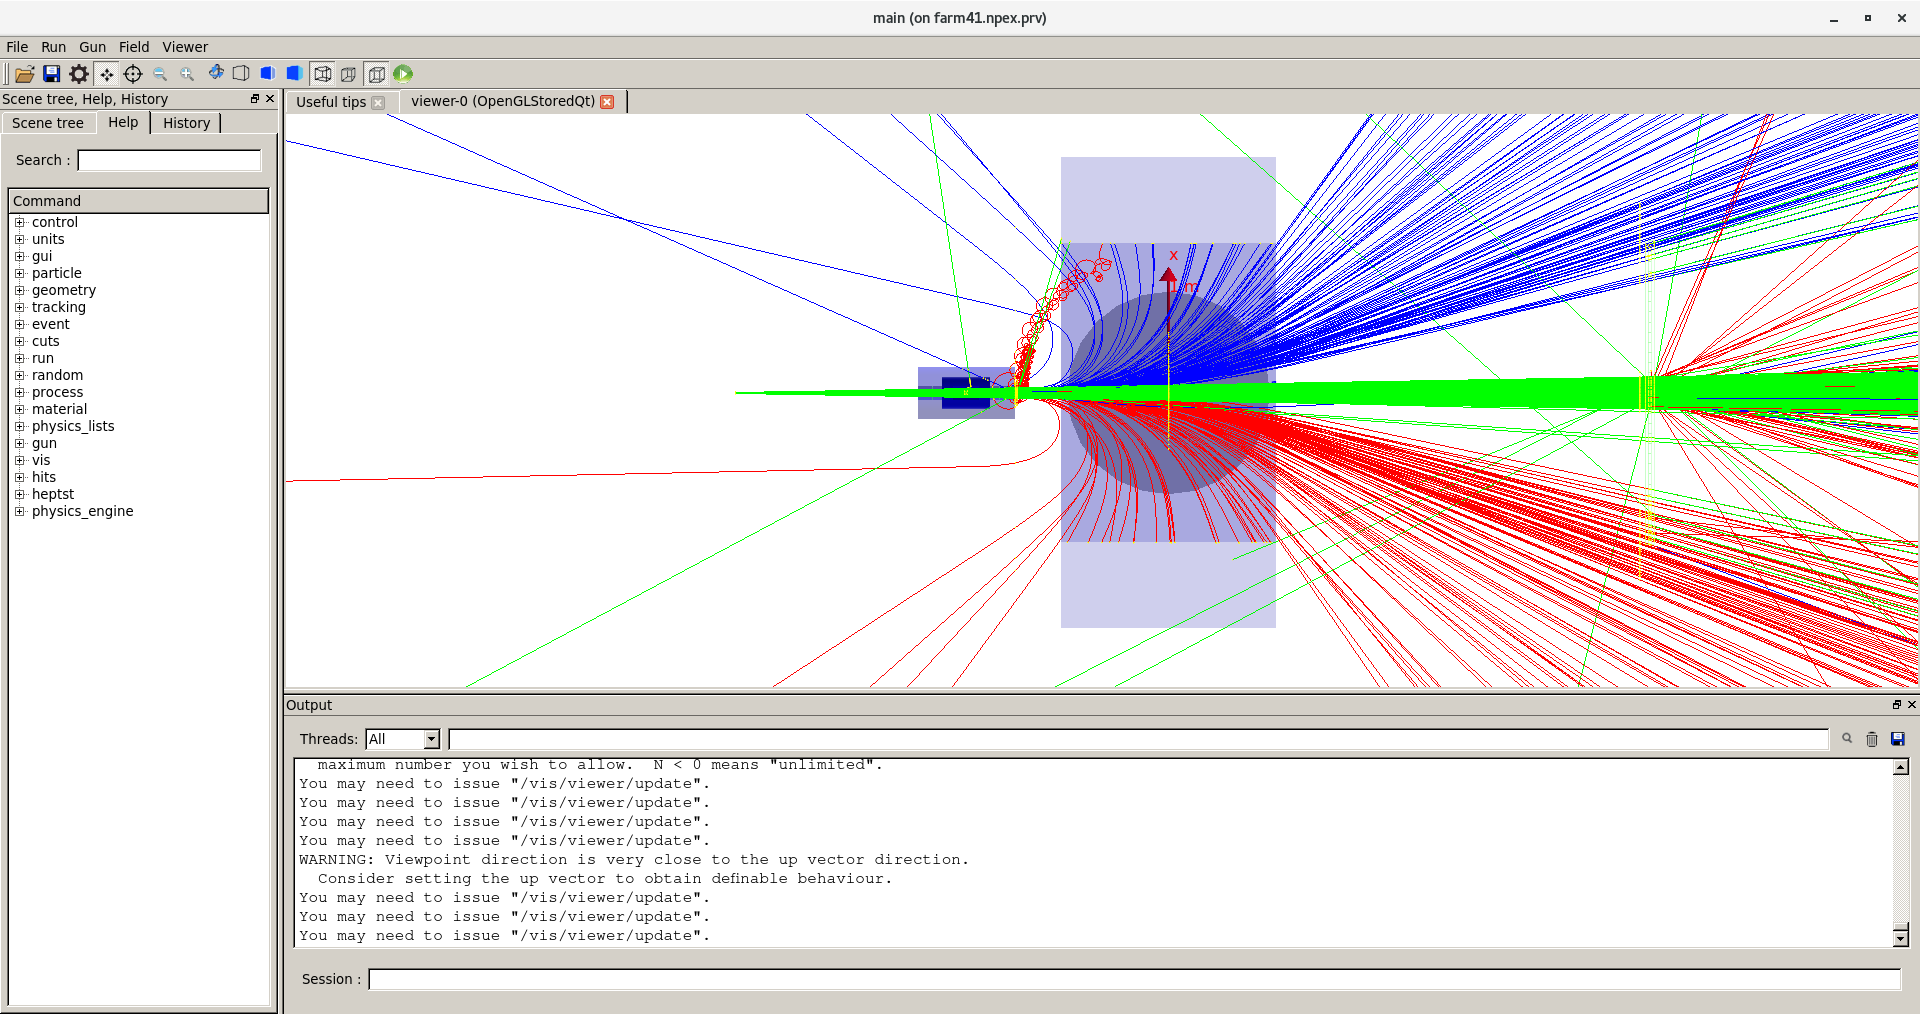 main (on farm41.npex.prv)
File Run Gun Field Viewer
Scene tree, Help, History
Useful tips
viewer-0 (OpenGLStoredQt)
Scene tree Help History
Search :
Command
control
units
gui
particle
geometry
tracking
event
cuts
run
random
process
material
physics_lists
gun
vis
hits
heptst
physics_engine
x
1 m
Output
Threads: All
maximum number you wish to allow. N < 0 means "unlimited".
You may need to issue "/vis/viewer/update".
You may need to issue "/vis/viewer/update".
You may need to issue "/vis/viewer/update".
You may need to issue "/vis/viewer/update".
WARNING: Viewpoint direction is very close to the up vector direction.
Consider setting the up vector to obtain definable behaviour.
You may need to issue "/vis/viewer/update".
You may need to issue "/vis/viewer/update".
You may need to issue "/vis/viewer/update".
Session :